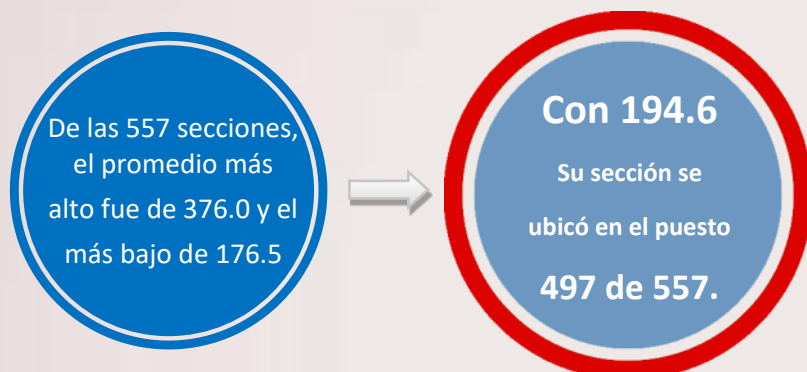 De las 557 secciones,
el promedio más
alto fue de 376.0 y el
más bajo de 176.5
Con 194.6
Su sección se
ubicó en el puesto
497 de 557.